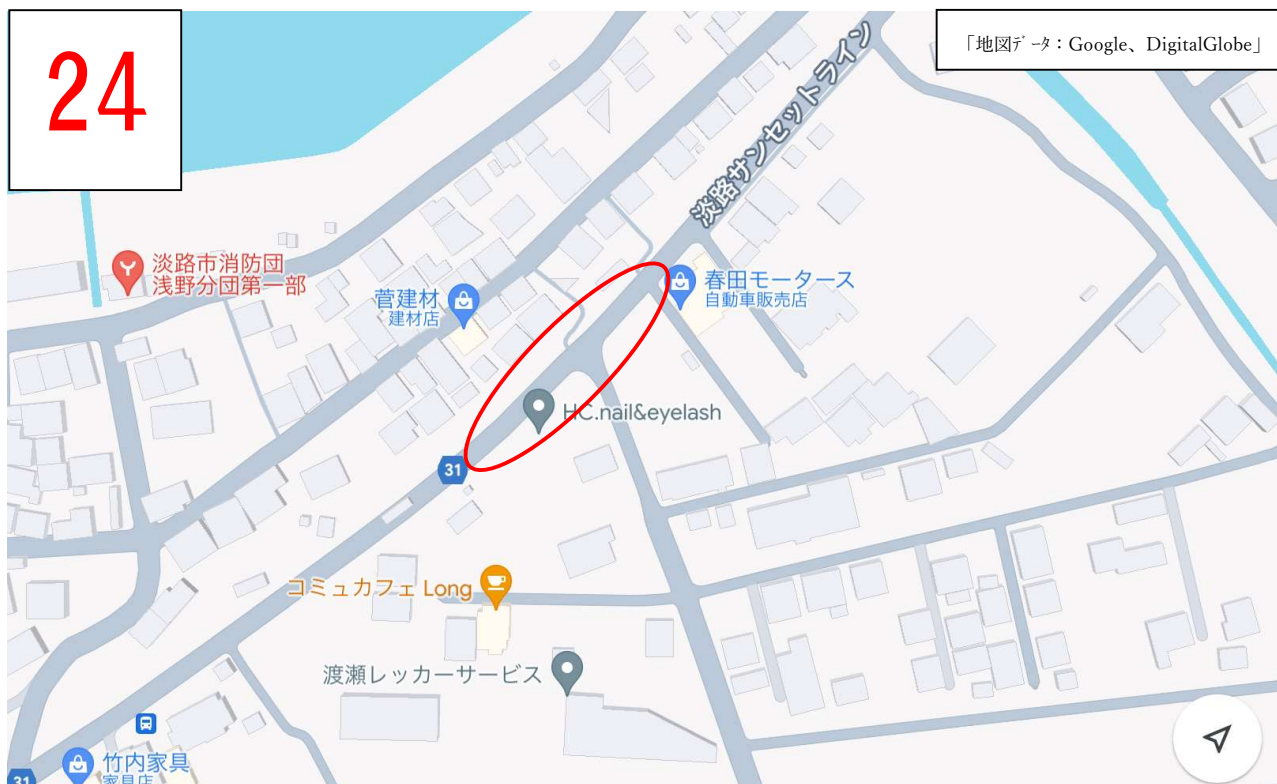 24
「地図ﾃﾞｰﾀ：Google、DigitalGlobe」
淡路サンセットライン
淡路市消防団
浅野分団第一部
菅建材
建材店
春田モータース
自動車販売店
HC.nail&eyelash
31
コミュカフェ Long
渡瀬レッカーサービス
竹内家具
家具店
31